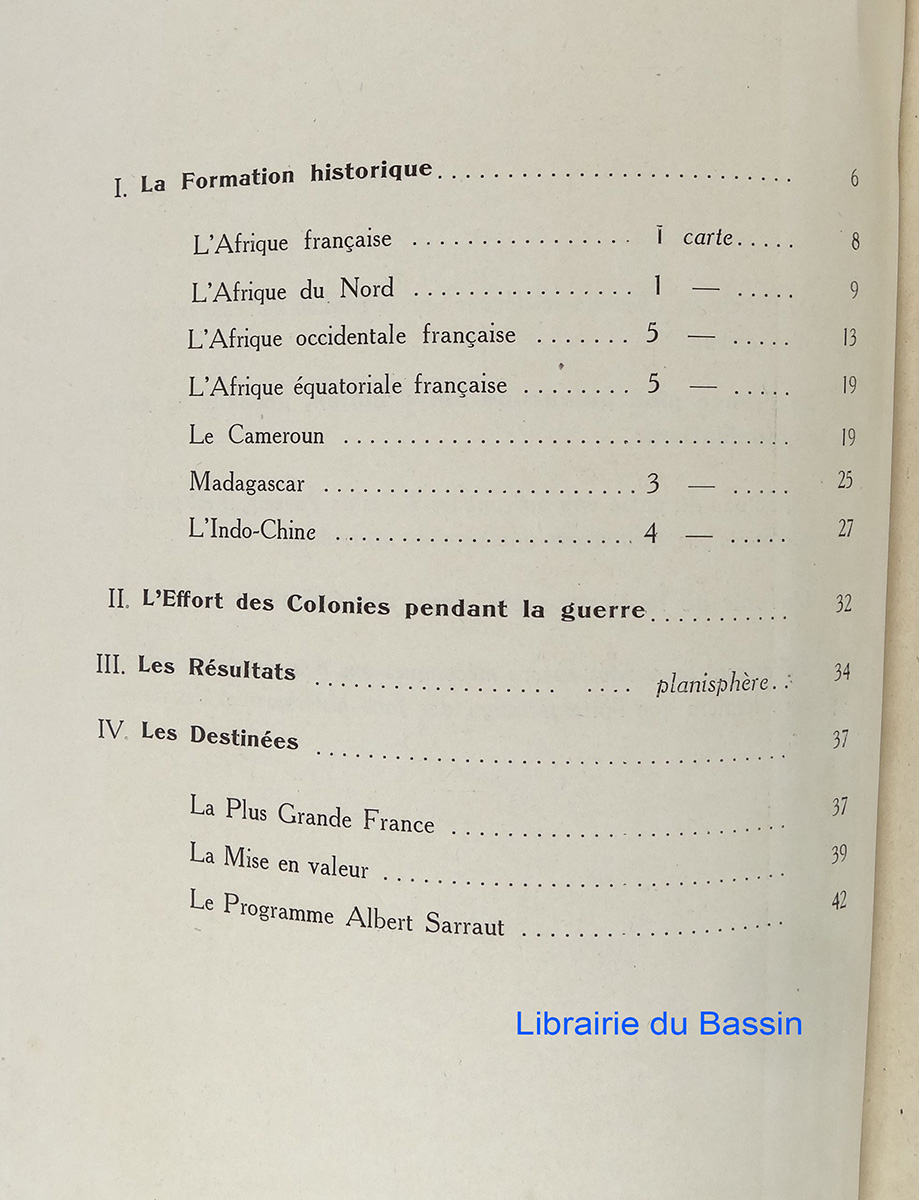 I. La Formation historique.......................... 6
L'Afrique française ................ 1 carte..... 8
L'Afrique du Nord ................ 1 — ..... 9
L'Afrique occidentale française ....... 5 — ..... 13
L'Afrique équatoriale française ........ 5 — ..... 19
Le Cameroun ................................ 19
Madagascar ...................... 3 — ..... 25
L'Indo-Chine ..................... 4 — ..... 27
II. L'Effort des Colonies pendant la guerre........... 32
III. Les Résultats ..................... planisphère.. 34
IV. Les Destinées .................................. 37
La Plus Grande France ........................ 37
La Mise en valeur ............................. 39
Le Programme Albert Sarraut ................... 42
Librairie du Bassin